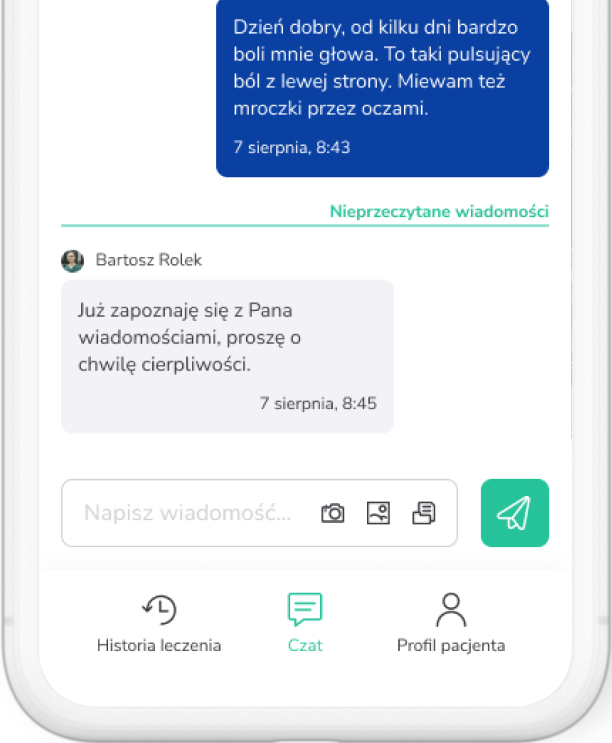 Dzień dobry, od kilku dni bardzo
boli mnie głowa. To taki pulsujący
ból z lewej strony. Miewam też
mroczki przez oczami.
7 sierpnia, 8:43
Nieprzeczytane wiadomości
Bartosz Rolek
Już zapoznaję się z Pana
wiadomościami, proszę o
chwilę cierpliwości.
7 sierpnia, 8:45
Napisz wiadomość...
Historia leczenia
Czat
Profil pacjenta